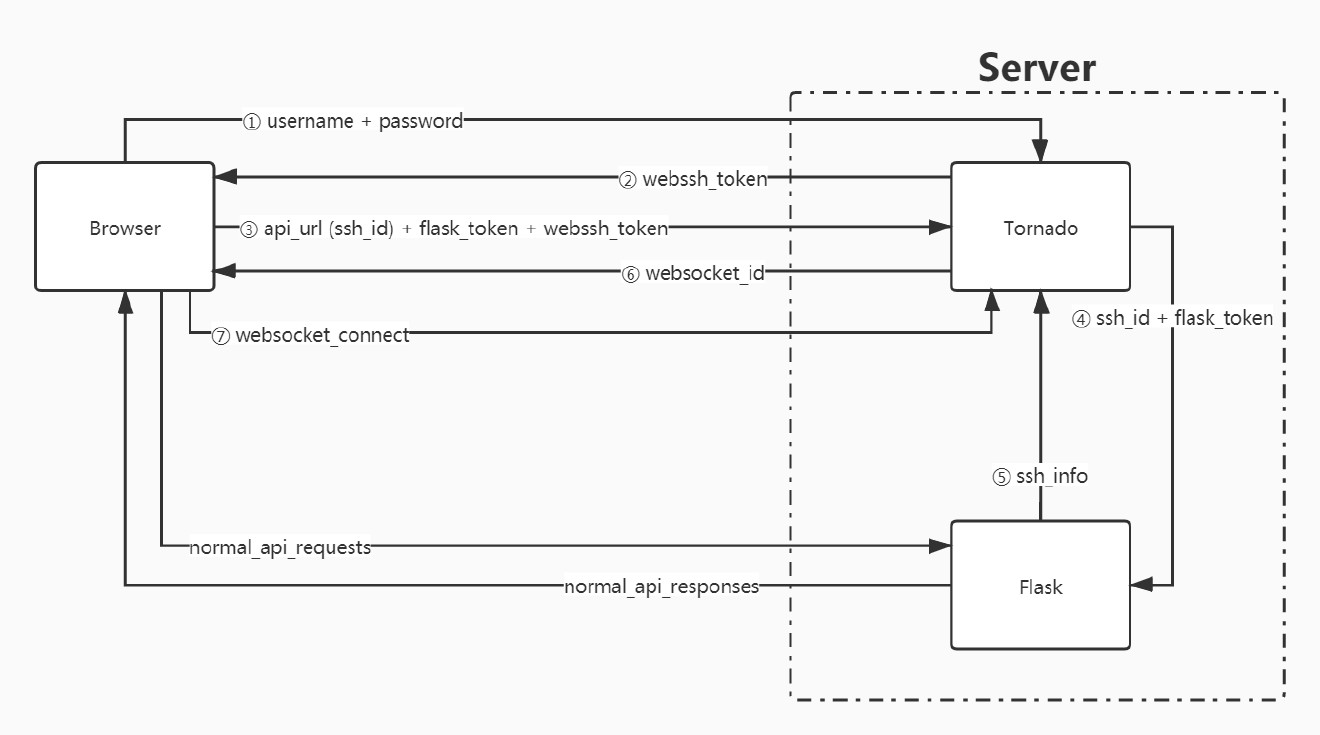 Server
① username + password
② webssh_token
Browser
③ api_url (ssh_id) + flask_token + webssh_token
Tornado
⑥ websocket_id
④ ssh_id + flask_token
⑦ websocket_connect
⑤ ssh_info
normal_api_requests
normal_api_responses
Flask